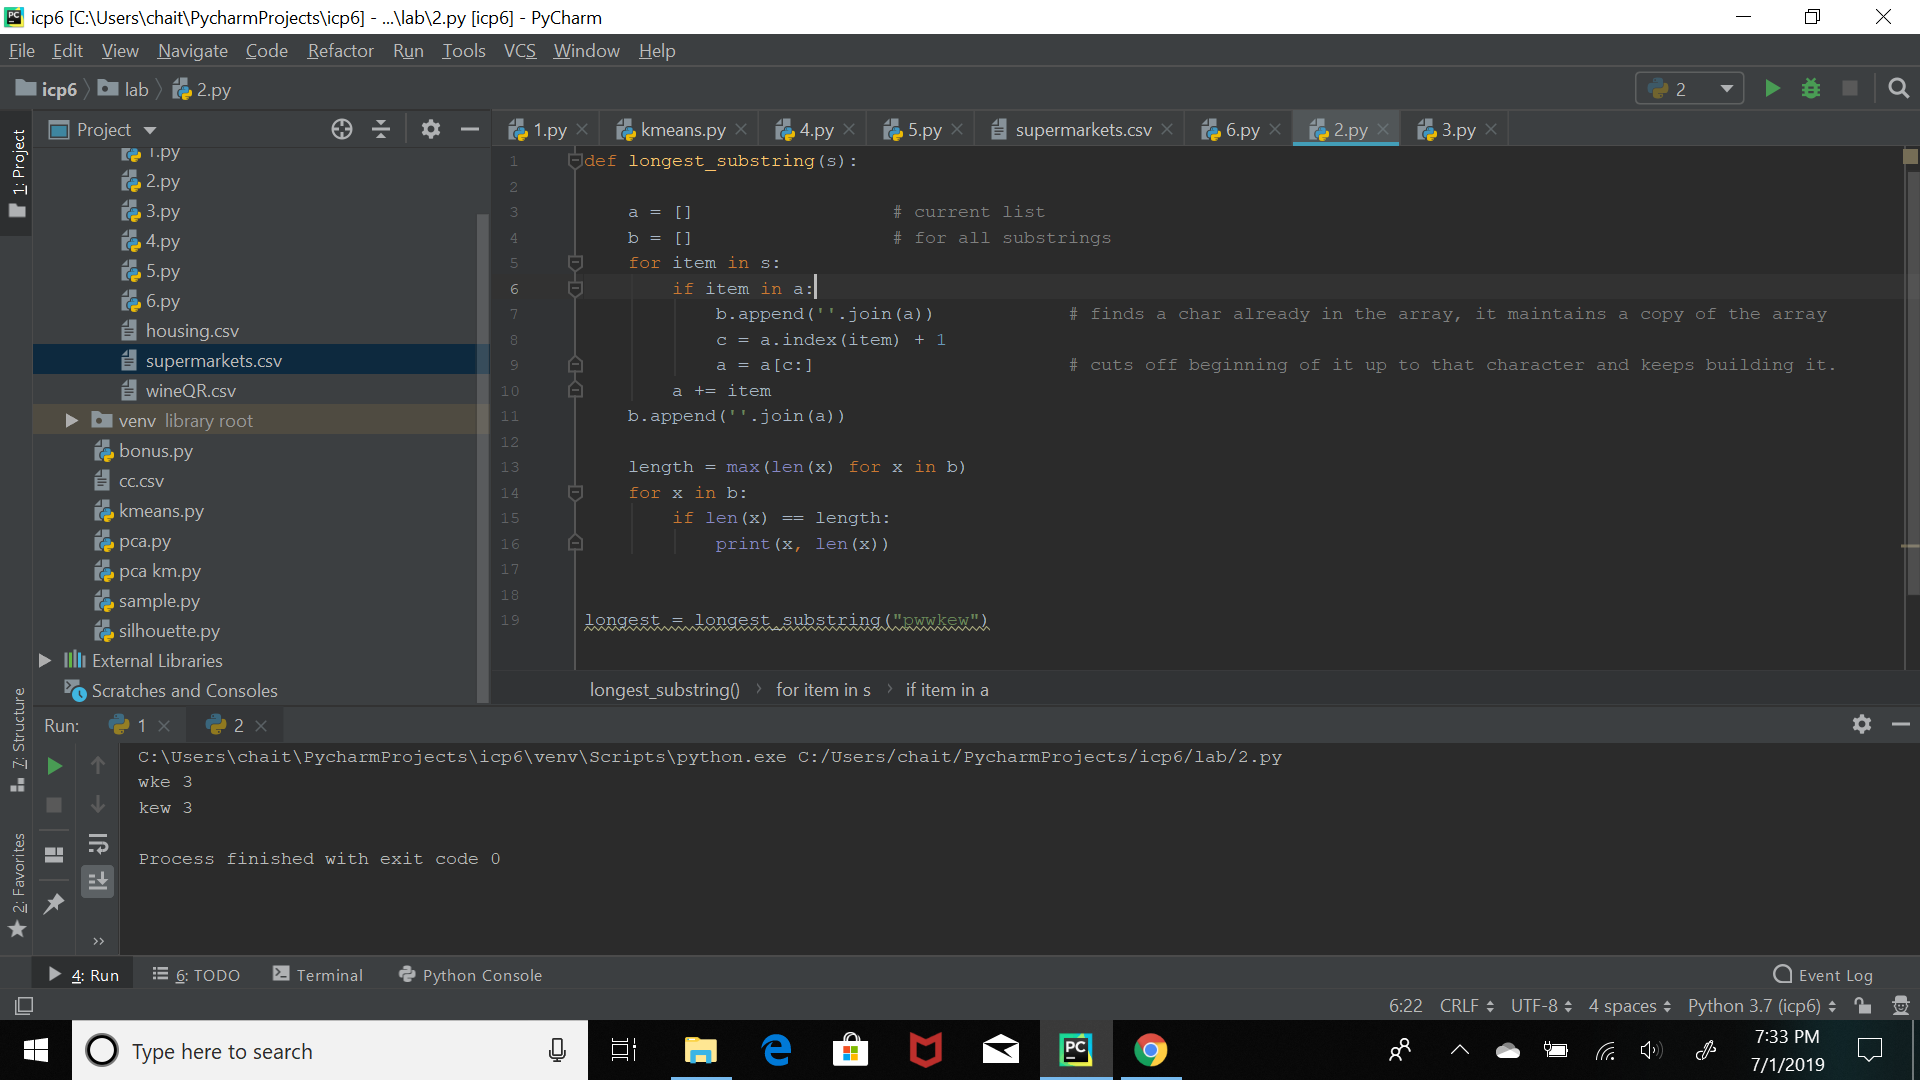 icp6 [C:\Users\chait\PycharmProjects\icp6] - ...\lab\2.py [icp6] - PyCharm
File Edit View Navigate Code Refactor Run Tools VCS Window Help
icp6 lab 2.py 2
1: Project
Project
1.py kmeans.py 4.py 5.py supermarkets.csv 6.py 2.py 3.py
1.py
2.py
3.py
4.py
5.py
6.py
housing.csv
supermarkets.csv
wineQR.csv
venv library root
bonus.py
cc.csv
kmeans.py
pca.py
pca km.py
sample.py
silhouette.py
External Libraries
Scratches and Consoles
1 def longest_substring(s):
2
3 a = [] # current list
4 b = [] # for all substrings
5 for item in s:
6 if item in a:
7 b.append(''.join(a)) # finds a char already in the array, it maintains a copy of the array
8 c = a.index(item) + 1
9 a = a[c:] # cuts off beginning of it up to that character and keeps building it.
10 a += item
11 b.append(''.join(a))
12
13 length = max(len(x) for x in b)
14 for x in b:
15 if len(x) == length:
16 print(x, len(x))
17
18
19 longest = longest_substring("pwwkew")
longest_substring() for item in s if item in a
7: Structure
2: Favorites
Run: 1 2
C:\Users\chait\PycharmProjects\icp6\venv\Scripts\python.exe C:/Users/chait/PycharmProjects/icp6/lab/2.py
wke 3
kew 3
Process finished with exit code 0
4: Run 6: TODO Terminal Python Console Event Log
6:22 CRLF UTF-8 4 spaces Python 3.7 (icp6)
Type here to search
7:33 PM
7/1/2019